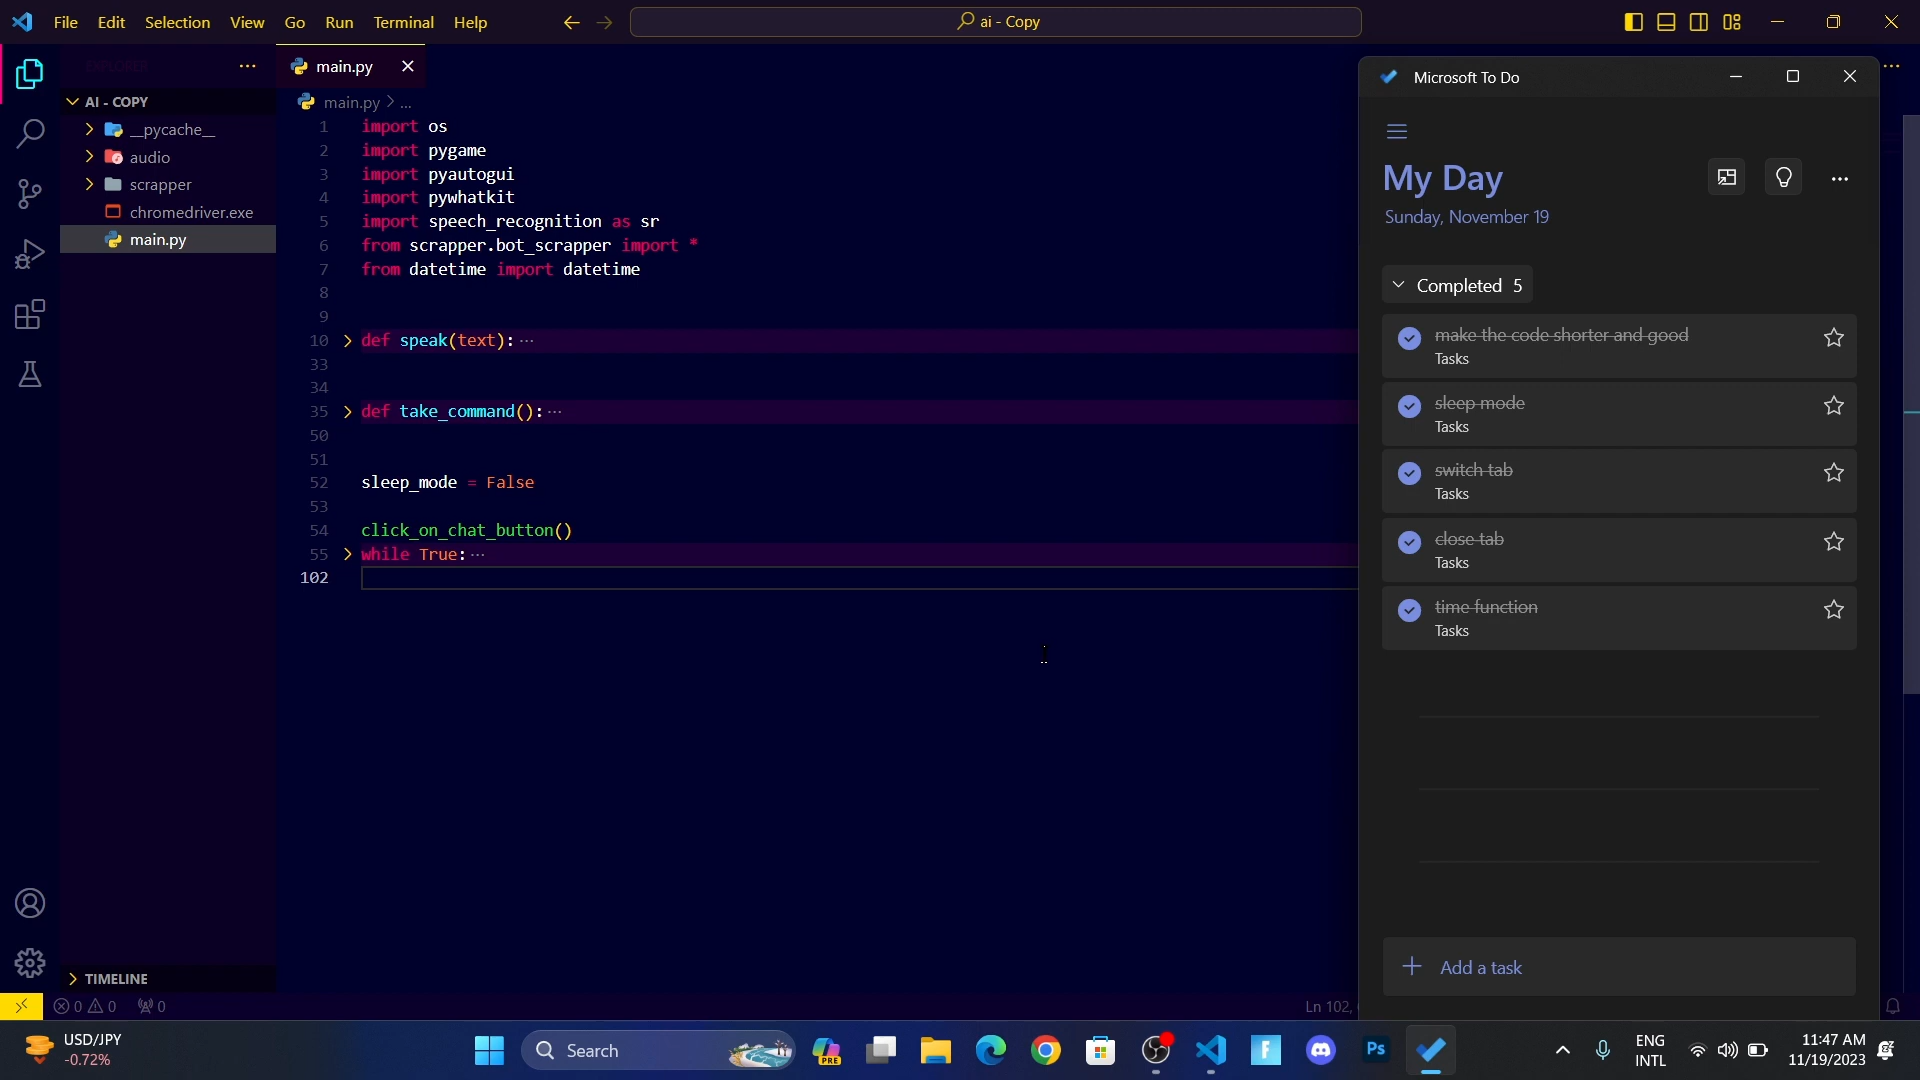 File Edit Selection View Go Run Terminal Help
ai - Copy
EXPLORER
main.py
AI - COPY
__pycache__
audio
scrapper
chromedriver.exe
main.py
TIMELINE
main.py > ...
1 import os
2 import pygame
3 import pyautogui
4 import pywhatkit
5 import speech_recognition as sr
6 from scrapper.bot_scrapper import *
7 from datetime import datetime
8
9
10 def speak(text): ...
33
34
35 def take_command(): ...
50
51
52 sleep_mode = False
53
54 click_on_chat_button()
55 while True: ...
102
Microsoft To Do
My Day
Sunday, November 19
Completed 5
make the code shorter and good
Tasks
sleep mode
Tasks
switch tab
Tasks
close tab
Tasks
time function
Tasks
Add a task
0 0 0
Ln 102,
USD/JPY
-0.72%
Search
PRE
F
Ps
ENG
INTL
11:47 AM
11/19/2023